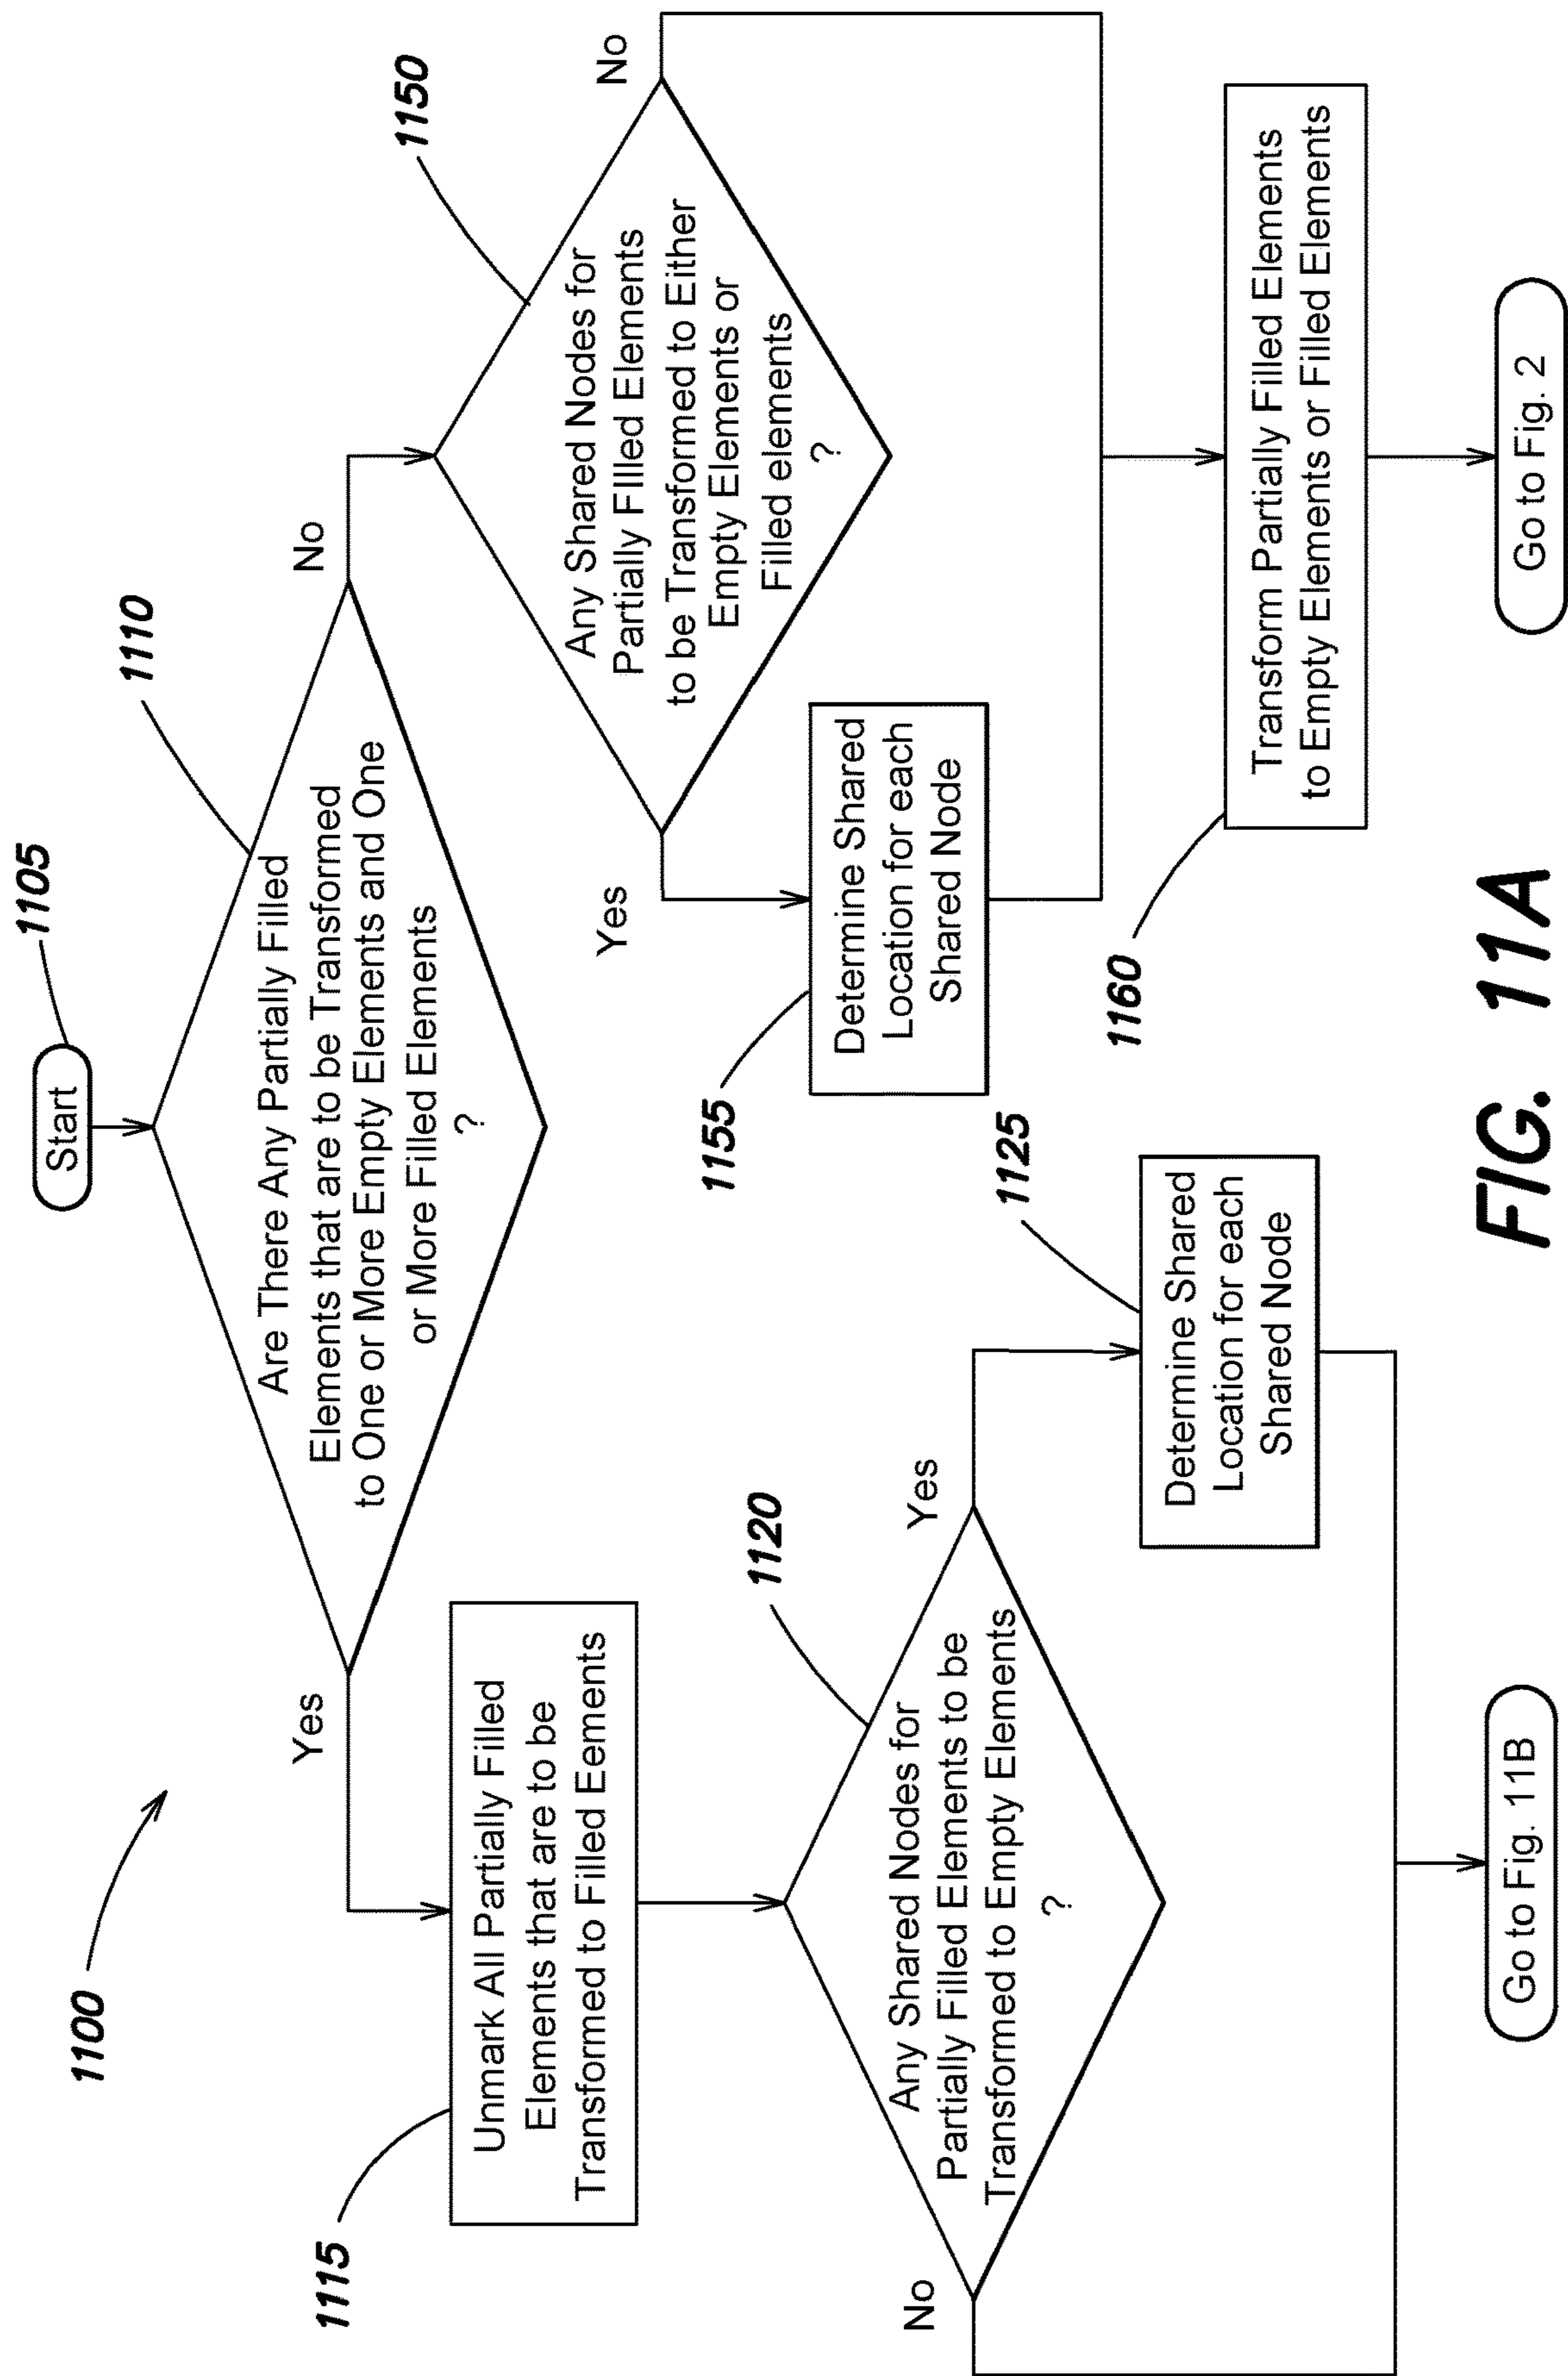 1100
Start
1105
Are There Any Partially Filled
Elements that are to be Transformed
to One or More Empty Elements and One
or More Filled Elements
?
1110
Yes
No
Unmark All Partially Filled
Elements that are to be
Transformed to Filled Eements
1115
Any Shared Nodes for
Partially Filled Elements to be
Transformed to Empty Elements
?
1120
No
Yes
Determine Shared
Location for each
Shared Node
1125
Go to Fig. 11B
Any Shared Nodes for
Partially FIlled Elements
to be Transformed to Either
Empty Elements or
Filled elements
?
1150
Yes
No
Determine Shared
Location for each
Shared Node
1155
Transform Partially Filled Elements
to Empty Elements or Filled Elements
1160
Go to Fig. 2
FIG. 11A